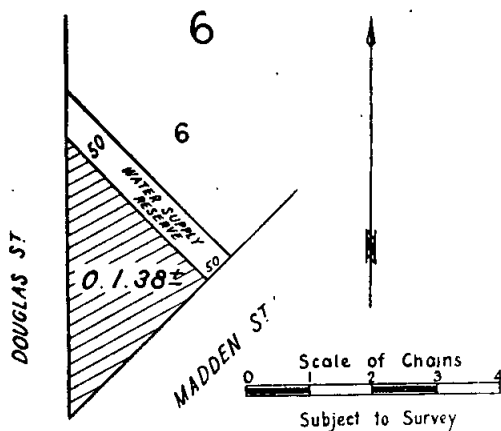 6
6
50
WATER SUPPLY
RESERVE
50
0.1.38±
DOUGLAS ST
MADDEN ST
Scale of Chains
0 1 2 3 4
Subject to Survey